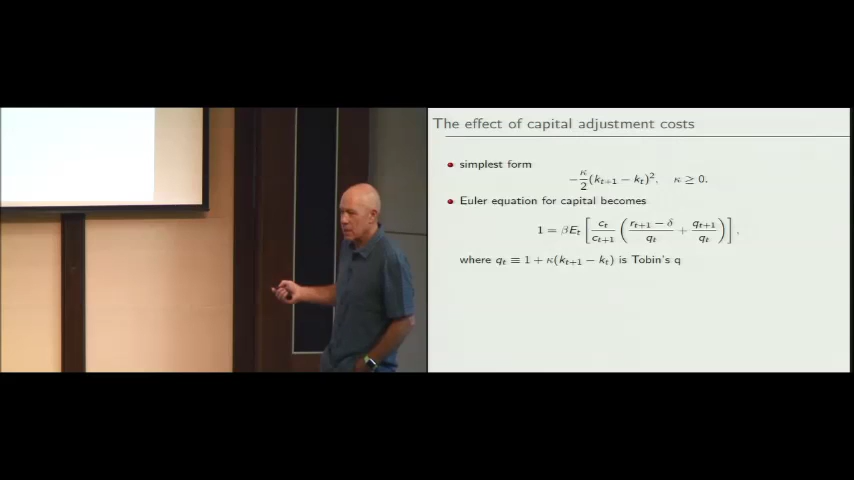 The effect of capital adjustment costs
simplest form
−κ/2 (k_{t+1} − k_t)², κ ≥ 0.
Euler equation for capital becomes
1 = βE_t [ c_t/c_{t+1} ( (r_{t+1} − δ)/q_t + q_{t+1}/q_t ) ],
where q_t ≡ 1 + κ(k_{t+1} − k_t) is Tobin's q